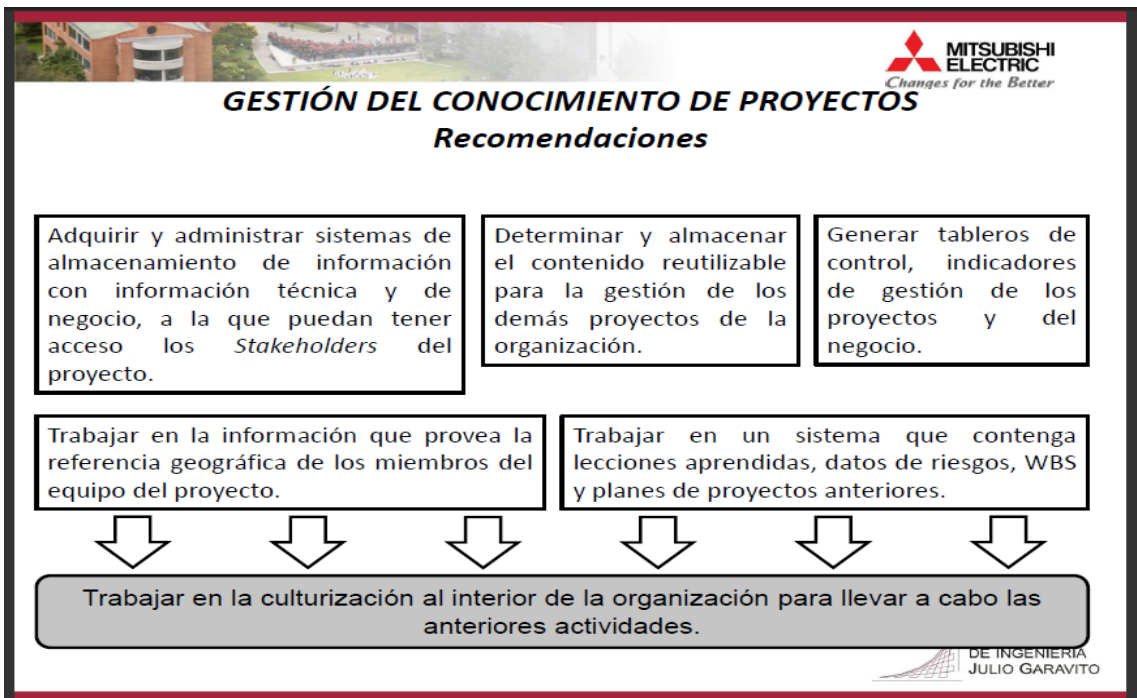 MITSUBISHI
ELECTRIC
Changes for the Better
GESTIÓN DEL CONOCIMIENTO DE PROYECTOS
Recomendaciones
Adquirir y administrar sistemas de
almacenamiento de información
con información técnica y de
negocio, a la que puedan tener
acceso los Stakeholders del
proyecto.
Determinar y almacenar
el contenido reutilizable
para la gestión de los
demás proyectos de la
organización.
Generar tableros de
control, indicadores
de gestión de los
proyectos y del
negocio.
Trabajar en la información que provea la
referencia geográfica de los miembros del
equipo del proyecto.
Trabajar en un sistema que contenga
lecciones aprendidas, datos de riesgos, WBS
y planes de proyectos anteriores.
Trabajar en la culturización al interior de la organización para llevar a cabo las
anteriores actividades.
DE INGENIERÍA
JULIO GARAVITO